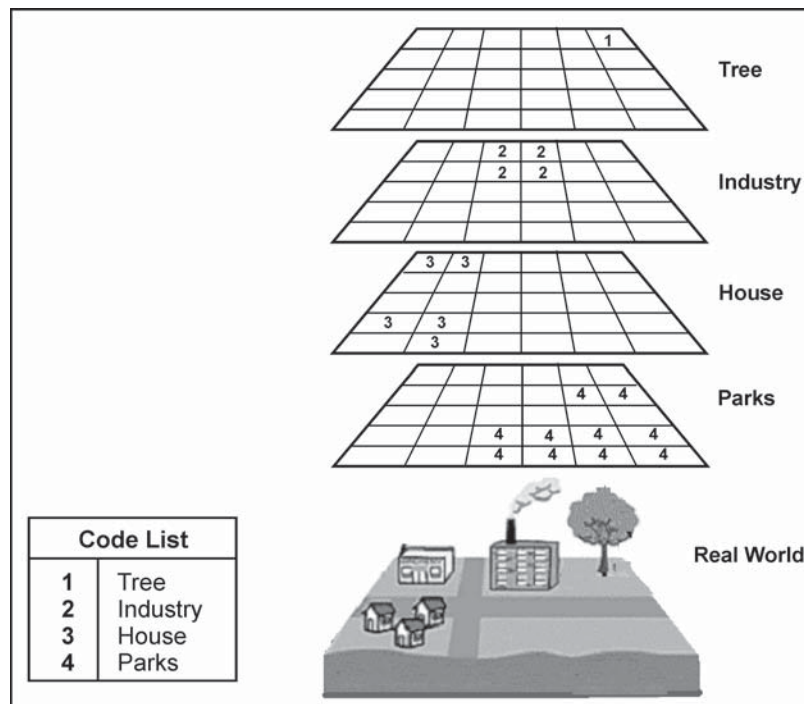 1
Tree
2 2
2 2
Industry
3 3
3 3
3
House
4 4
4 4 4 4
4 4 4 4
Parks
Real World
Code List
1 Tree
2 Industry
3 House
4 Parks